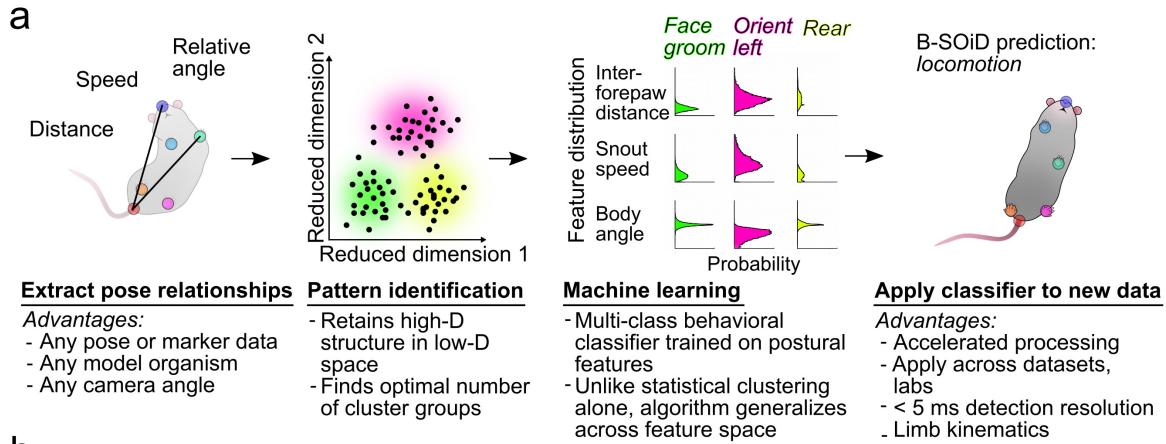 a
Relative
angle
Speed
Distance
Reduced dimension 2
Reduced dimension 1
Face
groom
Orient
left
Rear
Feature distribution
Inter-
forepaw
distance
Snout
speed
Body
angle
Probability
B-SOiD prediction:
locomotion
Extract pose relationships
Advantages:
- Any pose or marker data
- Any model organism
- Any camera angle
Pattern identification
- Retains high-D
structure in low-D
space
- Finds optimal number
of cluster groups
Machine learning
- Multi-class behavioral
classifier trained on postural
features
- Unlike statistical clustering
alone, algorithm generalizes
across feature space
Apply classifier to new data
Advantages:
- Accelerated processing
- Apply across datasets,
labs
- < 5 ms detection resolution
- Limb kinematics